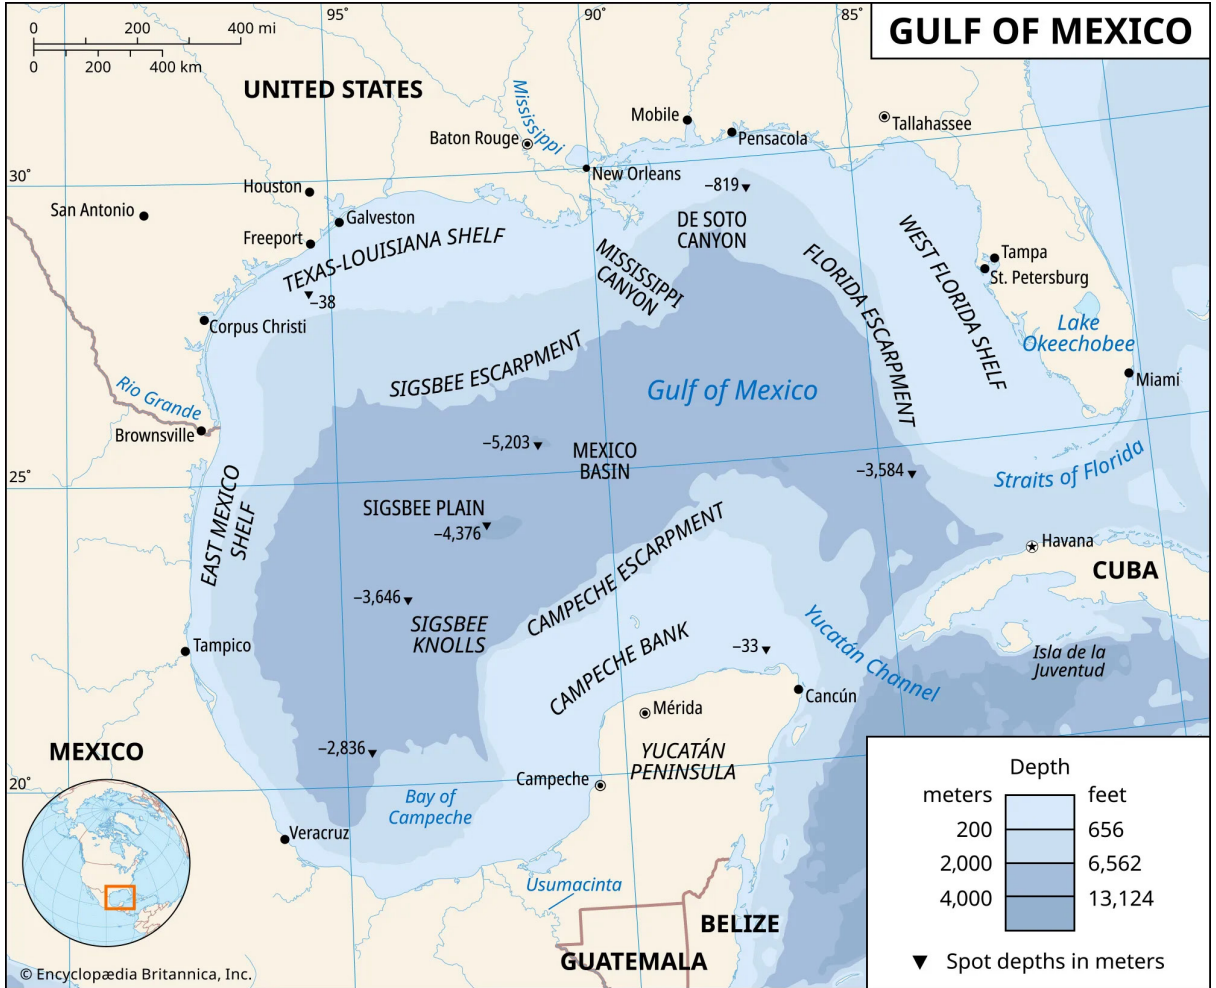 GULF OF MEXICO
95°
90°
85°
0 200 400 mi
0 200 400 km
UNITED STATES
Mississippi
Mobile
Tallahassee
Baton Rouge
Pensacola
New Orleans
30°
Houston
−819
San Antonio
Galveston
DE SOTO
CANYON
Freeport
TEXAS-LOUISIANA SHELF
MISSISSIPPI
CANYON
FLORIDA ESCARPMENT
WEST FLORIDA SHELF
Tampa
St. Petersburg
−38
Corpus Christi
Lake
Okeechobee
SIGSBEE ESCARPMENT
Miami
Rio Grande
Gulf of Mexico
Brownsville
−5,203
MEXICO
BASIN
−3,584
Straits of Florida
25°
EAST MEXICO
SHELF
SIGSBEE PLAIN
−4,376
CAMPECHE ESCARPMENT
Havana
CUBA
−3,646
SIGSBEE
KNOLLS
Tampico
CAMPECHE BANK
−33
Yucatán Channel
Isla de la
Juventud
Cancún
Mérida
MEXICO
−2,836
YUCATÁN
PENINSULA
Campeche
20°
Bay of
Campeche
Veracruz
Usumacinta
BELIZE
GUATEMALA
Depth
meters feet
200 656
2,000 6,562
4,000 13,124
Spot depths in meters
© Encyclopædia Britannica, Inc.